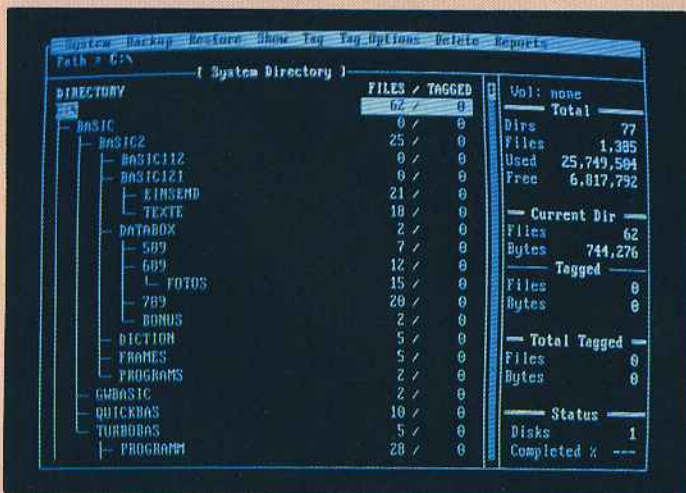 System Backup Restore Show Tag Tag Options Delete Reports
Path = G:\
[ System Directory ]
DIRECTORY FILES / TAGGED
G:\ 62 / 0
BASIC 0 / 0
BASIC2 25 / 0
BASIC112 0 / 0
BASIC121 0 / 0
EINSEND 21 / 0
TEXTE 18 / 0
DATABOX 2 / 0
589 7 / 0
689 12 / 0
FOTOS 15 / 0
789 20 / 0
BONUS 2 / 0
DICTION 5 / 0
FRAMES 5 / 0
PROGRAMS 2 / 0
GWBASIC 2 / 0
QUICKBAS 10 / 0
TURBOBAS 5 / 0
PROGRAMM 28 / 0
Vol: none
Total
Dirs 77
Files 1,385
Used 25,749,504
Free 6,817,792
Current Dir
Files 62
Bytes 744,276
Tagged
Files 0
Bytes 0
Total Tagged
Files 0
Bytes 0
Status
Disks 1
Completed % ---